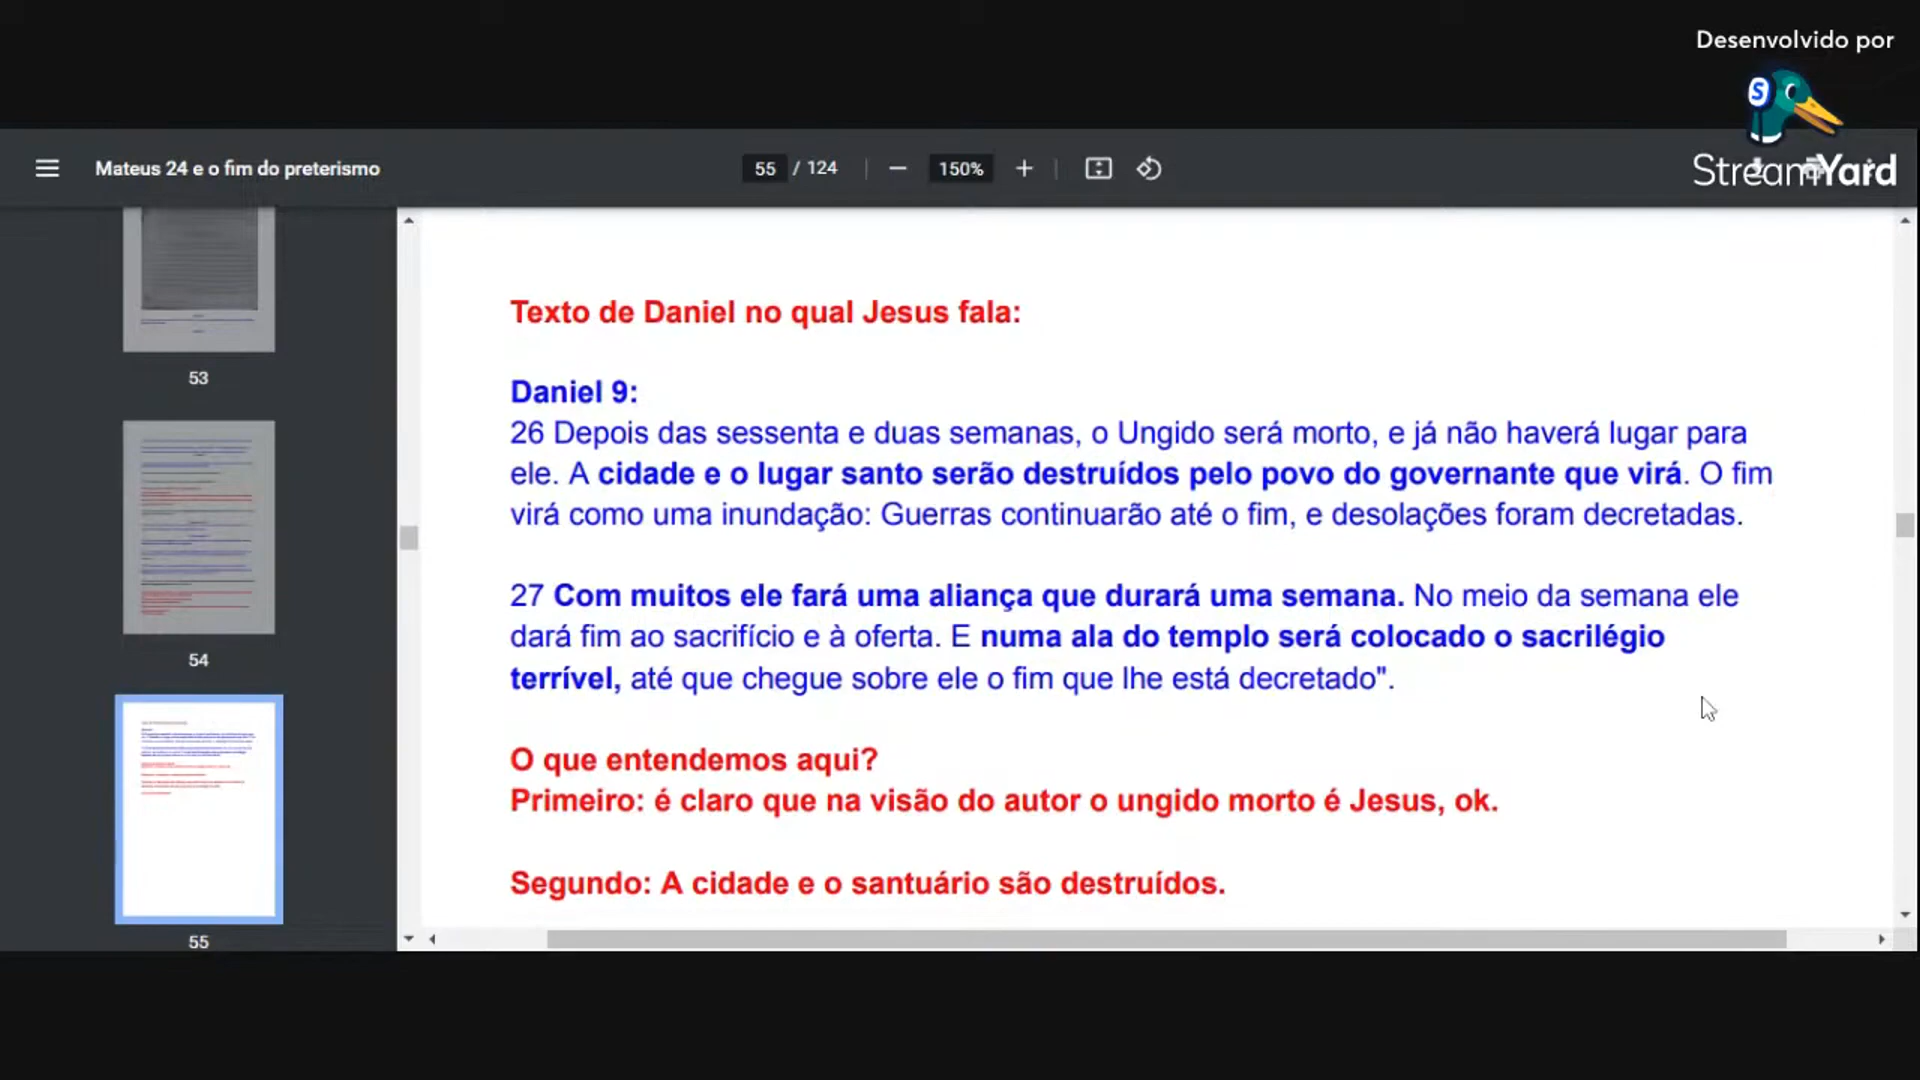 Desenvolvido por
StreamYard
Mateus 24 e o fim do preterismo
55 / 124
150%
53
54
55
Texto de Daniel no qual Jesus fala:
Daniel 9:
26 Depois das sessenta e duas semanas, o Ungido será morto, e já não haverá lugar para
ele. A cidade e o lugar santo serão destruídos pelo povo do governante que virá. O fim
virá como uma inundação: Guerras continuarão até o fim, e desolações foram decretadas.
27 Com muitos ele fará uma aliança que durará uma semana. No meio da semana ele
dará fim ao sacrifício e à oferta. E numa ala do templo será colocado o sacrilégio
terrível, até que chegue sobre ele o fim que lhe está decretado".
O que entendemos aqui?
Primeiro: é claro que na visão do autor o ungido morto é Jesus, ok.
Segundo: A cidade e o santuário são destruídos.